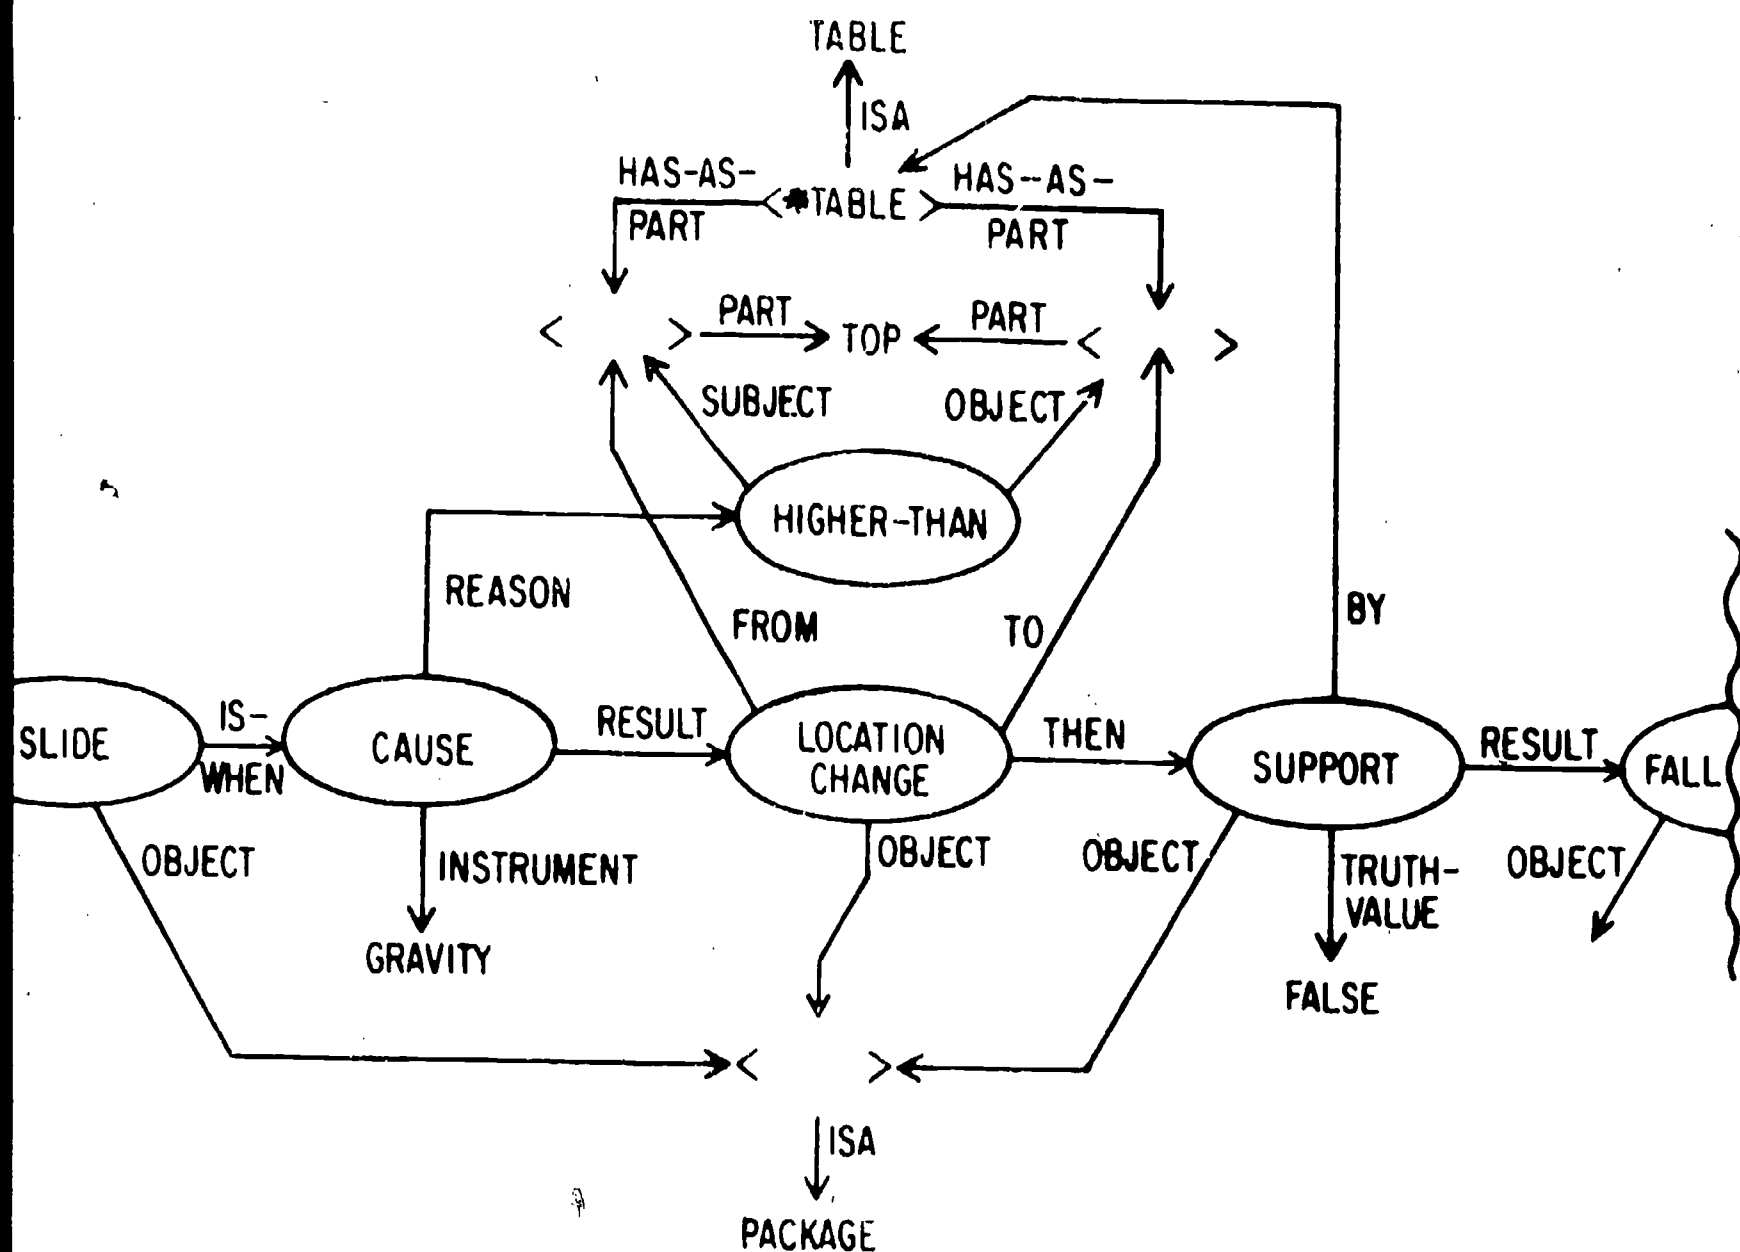 TABLE
ISA
HAS-AS-
PART
<*TABLE>
HAS-AS-
PART
< >
PART
TOP
PART
< >
SUBJECT
OBJECT
HIGHER-THAN
REASON
FROM
TO
BY
SLIDE
IS-
WHEN
CAUSE
RESULT
LOCATION
CHANGE
THEN
SUPPORT
RESULT
FALL
OBJECT
INSTRUMENT
OBJECT
OBJECT
TRUTH-
VALUE
OBJECT
GRAVITY
FALSE
< >
ISA
PACKAGE